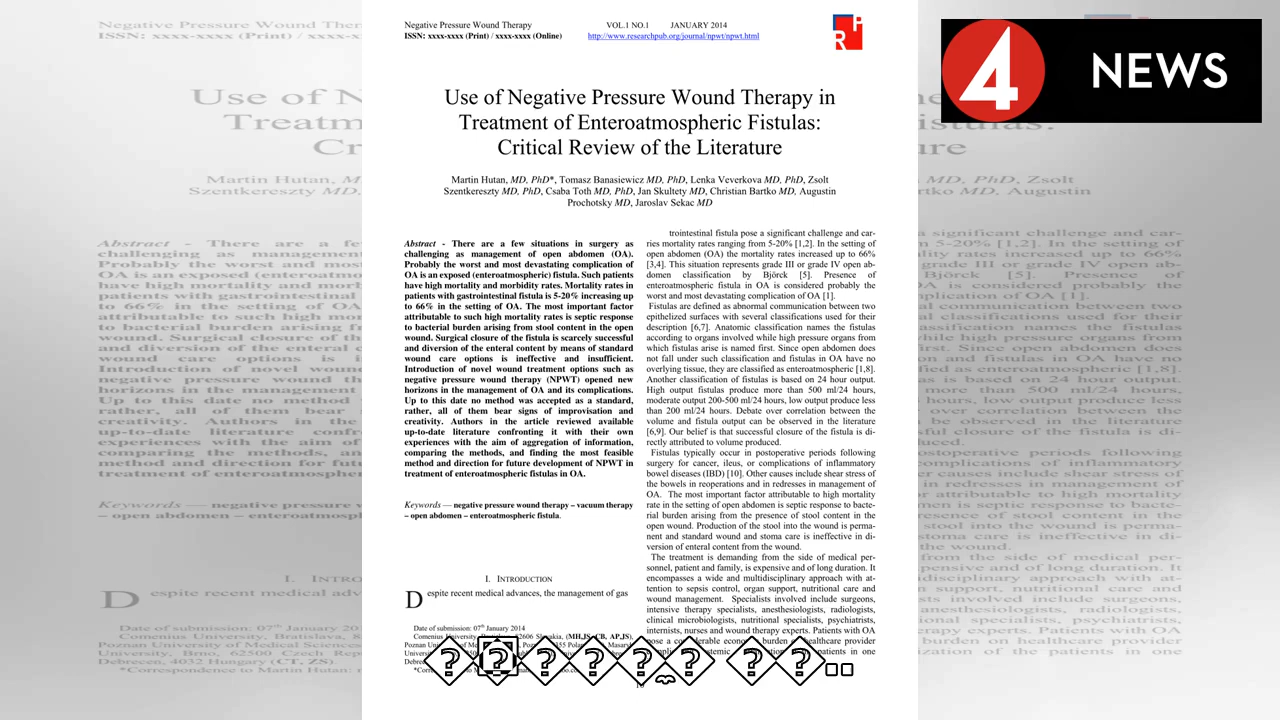 Negative Pressure Wound Therapy VOL.1 NO.1 JANUARY 2014
ISSN: xxxx-xxxx (Print) / xxxx-xxxx (Online) http://www.researchpub.org/journal/npwt/npwt.html
R P
4 NEWS
Use of Negative Pressure Wound Therapy in
Treatment of Enteroatmospheric Fistulas:
Critical Review of the Literature
Martin Hutan, MD, PhD*, Tomasz Banasiewicz MD, PhD, Lenka Veverkova MD, PhD, Zsolt
Szentkereszty MD, PhD, Csaba Toth MD, PhD, Jan Skultety MD, Christian Bartko MD, Augustin
Prochotsky MD, Jaroslav Sekac MD
Abstract - There are a few situations in surgery as
challenging as management of open abdomen (OA).
Probably the worst and most devastating complication of
OA is an exposed (enteroatmospheric) fistula. Such patients
have high mortality and morbidity rates. Mortality rates in
patients with gastrointestinal fistula is 5-20% increasing up
to 66% in the setting of OA. The most important factor
attributable to such high mortality rates is septic response
to bacterial burden arising from stool content in the open
wound. Surgical closure of the fistula is scarcely successful
and diversion of the enteral content by means of standard
wound care options is ineffective and insufficient.
Introduction of novel wound treatment options such as
negative pressure wound therapy (NPWT) opened new
horizons in the management of OA and its complications.
Up to this date no method was accepted as a standard,
rather, all of them bear signs of improvisation and
creativity. Authors in the article reviewed available
up-to-date literature confronting it with their own
experiences with the aim of aggregation of information,
comparing the methods, and finding the most feasible
method and direction for future development of NPWT in
treatment of enteroatmospheric fistulas in OA.
Keywords — negative pressure wound therapy – vacuum therapy
– open abdomen – enteroatmospheric fistula.
I. INTRODUCTION
Despite recent medical advances, the management of gas
Date of submission: 07th January 2014
Comenius University Bratislava, 82606 Slakia, (MH,JS, CB, AP,JS),
trointestinal fistula pose a significant challenge and car-
ries mortality rates ranging from 5-20% [1,2]. In the setting of
open abdomen (OA) the mortality rates increased up to 66%
[3,4]. This situation represents grade III or grade IV open ab-
domen classification by Björck [5]. Presence of
enteroatmospheric fistula in OA is considered probably the
worst and most devastating complication of OA [1].
Fistulas are defined as abnormal communication between two
epithelized surfaces with several classifications used for their
description [6,7]. Anatomic classification names the fistulas
according to organs involved while high pressure organs from
which fistulas arise is named first. Since open abdomen does
not fall under such classification and fistulas in OA have no
overlying tissue, they are classified as enteroatmospheric [1,8].
Another classification of fistulas is based on 24 hour output.
High output fistulas produce more than 500 ml/24 hours,
moderate output 200-500 ml/24 hours, low output produce less
than 200 ml/24 hours. Debate over correlation between the
volume and fistula output can be observed in the literature
[6,9]. Our belief is that successful closure of the fistula is di-
rectly attributed to volume produced.
Fistulas typically occur in postoperative periods following
surgery for cancer, ileus, or complications of inflammatory
bowel diseases (IBD) [10]. Other causes include shear stress of
the bowels in reoperations and in redresses in management of
OA. The most important factor attributable to high mortality
rate in the setting of open abdomen is septic response to bacte-
rial burden arising from the presence of stool content in the
open wound. Production of the stool into the wound is perma-
nent and standard wound and stoma care is ineffective in di-
version of enteral content from the wound.
The treatment is demanding from the side of medical per-
sonnel, patient and family, is expensive and of long duration. It
encompasses a wide and multidisciplinary approach with at-
tention to sepsis control, organ support, nutritional care and
wound management. Specialists involved include surgeons,
intensive therapy specialists, anesthesiologists, radiologists,
clinical microbiologists, nutritional specialists, psychiatrists,
internists, nurses and wound therapy experts. Patients with OA